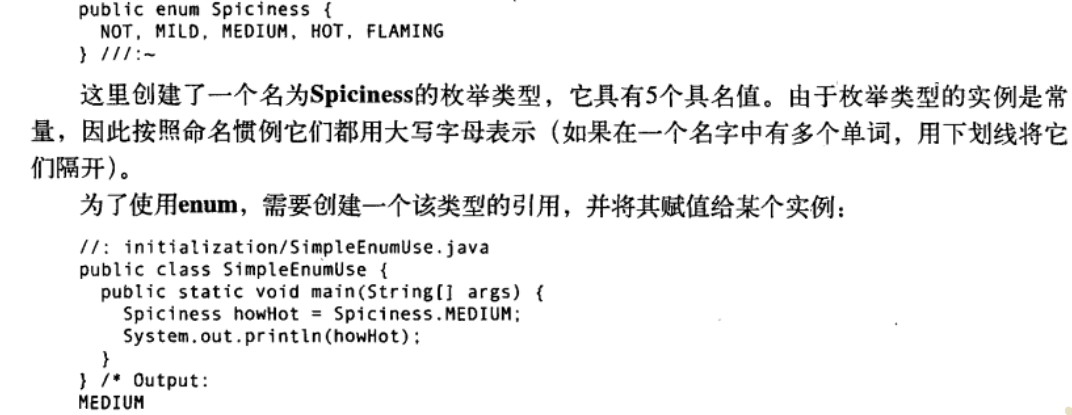 public enum Spiciness {
NOT, MILD, MEDIUM, HOT, FLAMING
} ///:~
这里创建了一个名为Spiciness的枚举类型，它具有5个具名值。由于枚举类型的实例是常
量，因此按照命名惯例它们都用大写字母表示（如果在一个名字中有多个单词，用下划线将它
们隔开）。
为了使用enum，需要创建一个该类型的引用，并将其赋值给某个实例：
//: initialization/SimpleEnumUse.java
public class SimpleEnumUse {
public static void main(String[] args) {
Spiciness howHot = Spiciness.MEDIUM;
System.out.println(howHot);
}
} /* Output:
MEDIUM